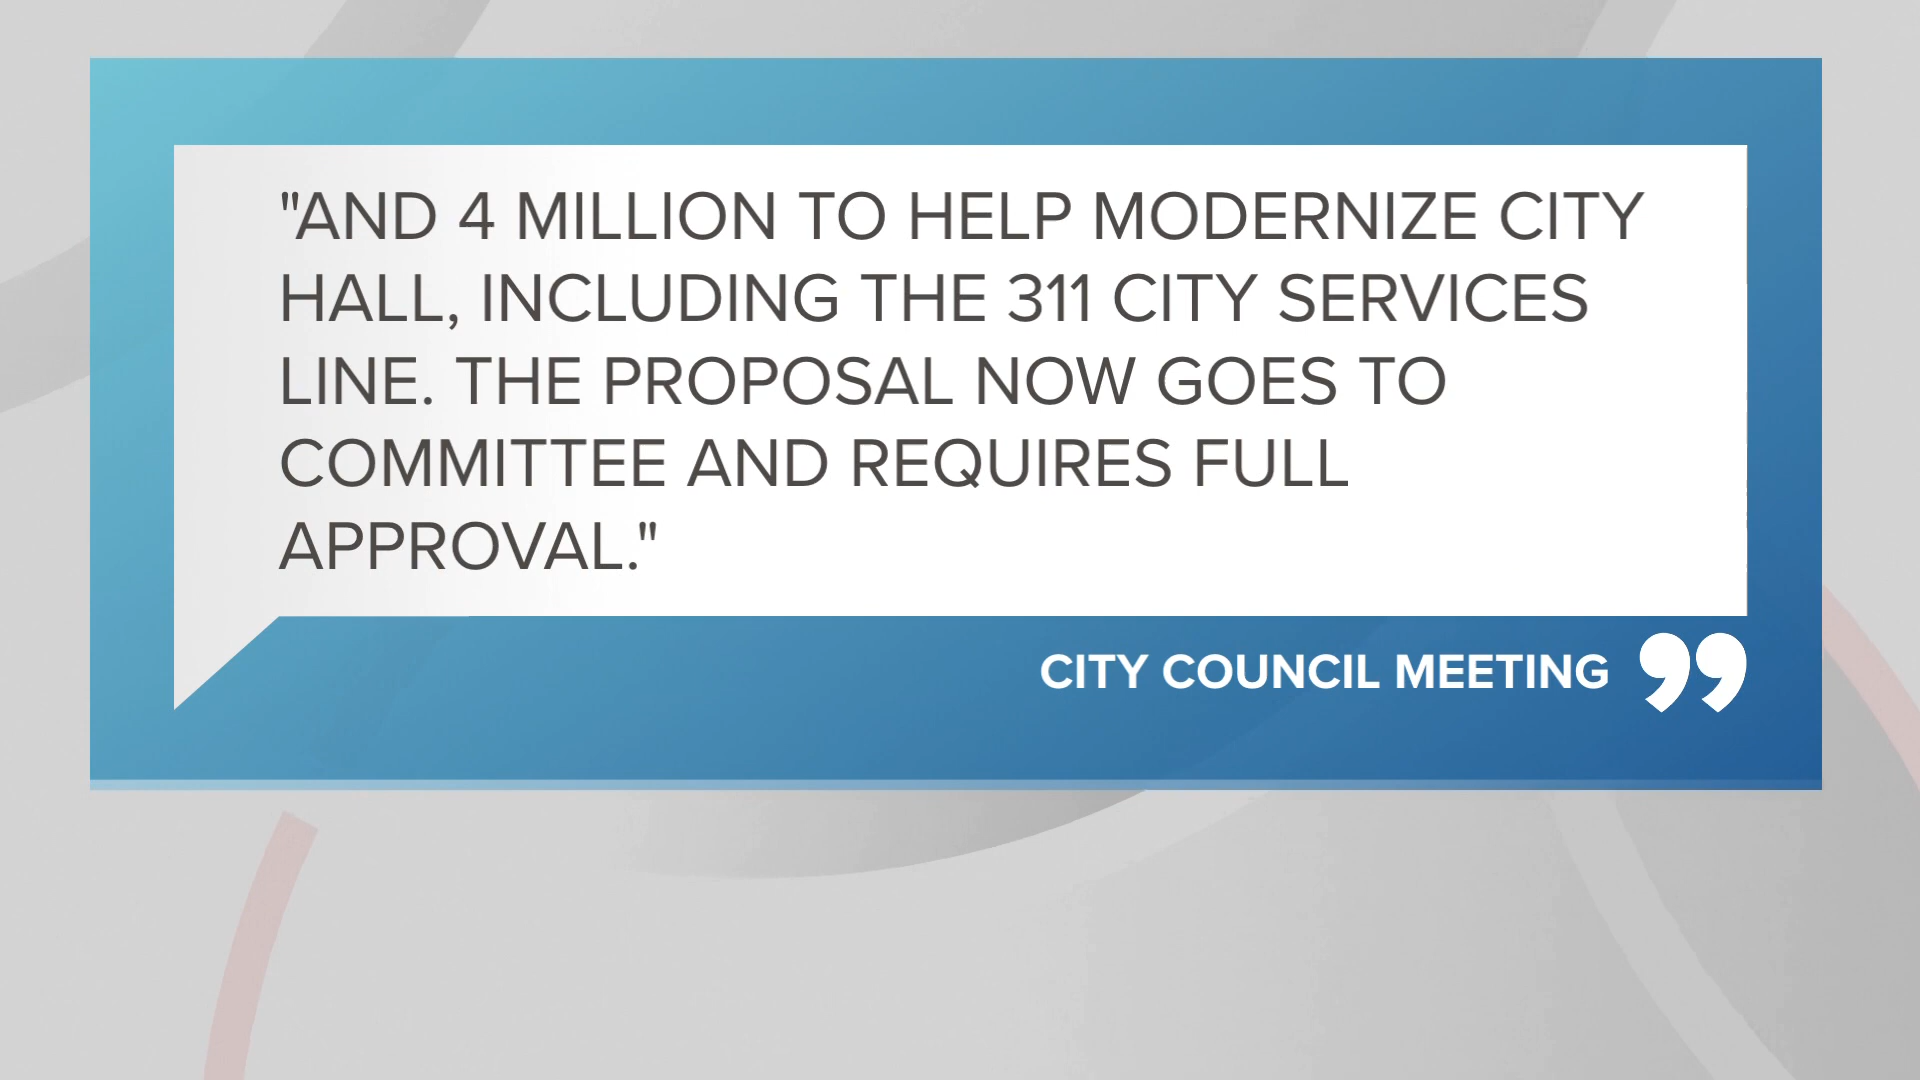 "AND 4 MILLION TO HELP MODERNIZE CITY
HALL, INCLUDING THE 311 CITY SERVICES
LINE. THE PROPOSAL NOW GOES TO
COMMITTEE AND REQUIRES FULL
APPROVAL."
CITY COUNCIL MEETING ”